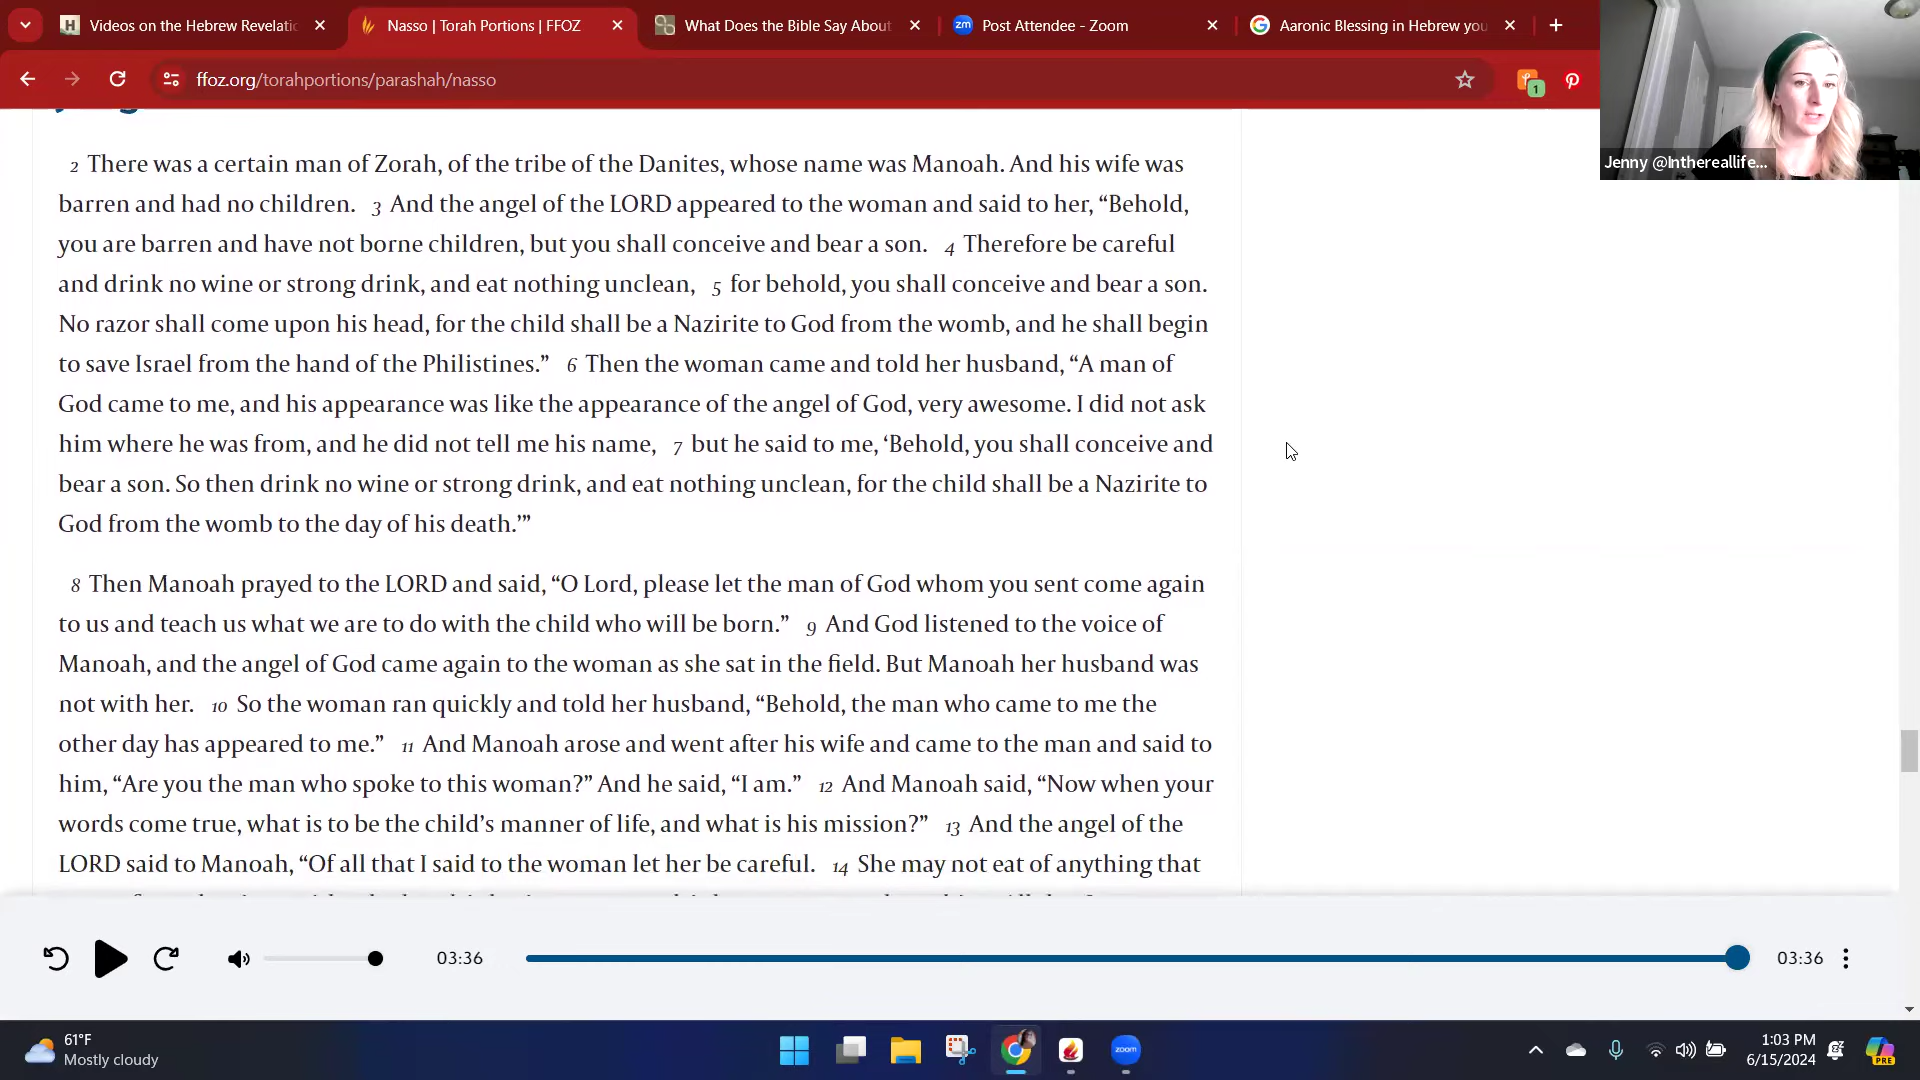 Videos on the Hebrew Revelati
Nasso | Torah Portions | FFOZ
What Does the Bible Say About
Post Attendee - Zoom
Aaronic Blessing in Hebrew you
ffoz.org/torahportions/parashah/nasso
1
Jenny @Inthereallife...
2 There was a certain man of Zorah, of the tribe of the Danites, whose name was Manoah. And his wife was
barren and had no children. 3 And the angel of the LORD appeared to the woman and said to her, “Behold,
you are barren and have not borne children, but you shall conceive and bear a son. 4 Therefore be careful
and drink no wine or strong drink, and eat nothing unclean, 5 for behold, you shall conceive and bear a son.
No razor shall come upon his head, for the child shall be a Nazirite to God from the womb, and he shall begin
to save Israel from the hand of the Philistines.” 6 Then the woman came and told her husband, “A man of
God came to me, and his appearance was like the appearance of the angel of God, very awesome. I did not ask
him where he was from, and he did not tell me his name, 7 but he said to me, ‘Behold, you shall conceive and
bear a son. So then drink no wine or strong drink, and eat nothing unclean, for the child shall be a Nazirite to
God from the womb to the day of his death.’”
8 Then Manoah prayed to the LORD and said, “O Lord, please let the man of God whom you sent come again
to us and teach us what we are to do with the child who will be born.” 9 And God listened to the voice of
Manoah, and the angel of God came again to the woman as she sat in the field. But Manoah her husband was
not with her. 10 So the woman ran quickly and told her husband, “Behold, the man who came to me the
other day has appeared to me.” 11 And Manoah arose and went after his wife and came to the man and said to
him, “Are you the man who spoke to this woman?” And he said, “I am.” 12 And Manoah said, “Now when your
words come true, what is to be the child’s manner of life, and what is his mission?” 13 And the angel of the
LORD said to Manoah, “Of all that I said to the woman let her be careful. 14 She may not eat of anything that
03:36
03:36
61°F
Mostly cloudy
zoom
1:03 PM
6/15/2024
PRE